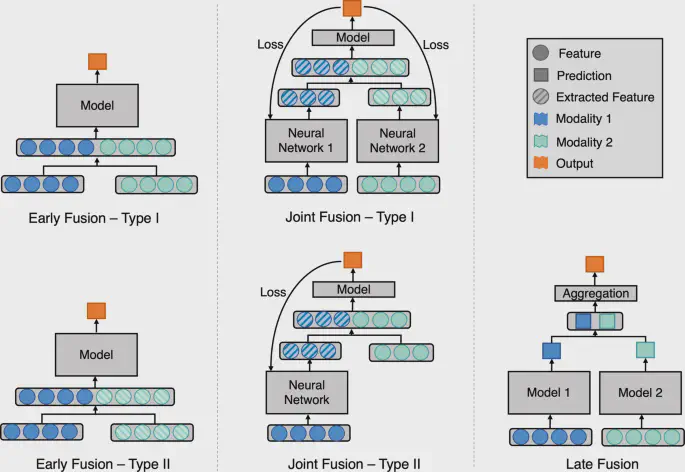 Model
Early Fusion – Type I
Loss
Model
Loss
Neural
Network 1
Neural
Network 2
Joint Fusion – Type I
Feature
Prediction
Extracted Feature
Modality 1
Modality 2
Output
Model
Early Fusion – Type II
Loss
Model
Neural
Network
Joint Fusion – Type II
Aggregation
Model 1
Model 2
Late Fusion